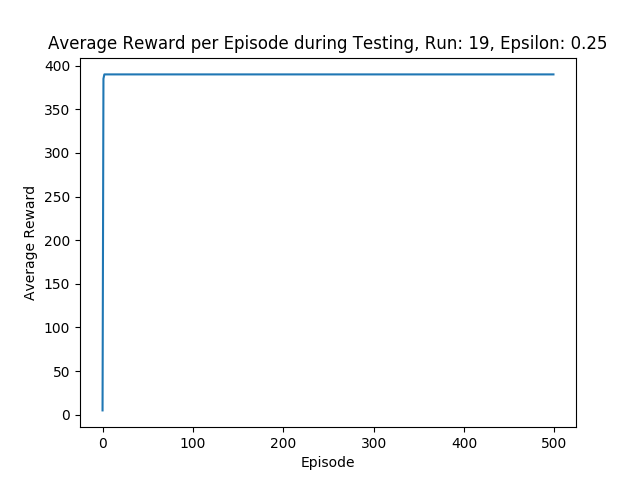 Average Reward per Episode during Testing, Run: 19, Epsilon: 0.25
400
350
300
250
200
150
100
50
0
Average Reward
0 100 200 300 400 500
Episode